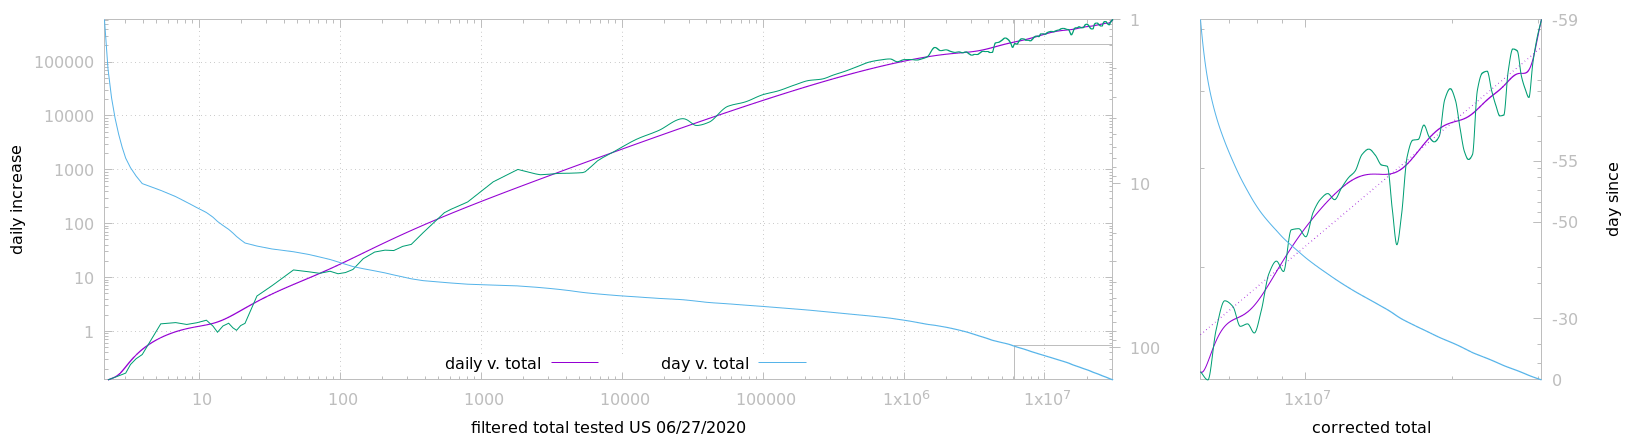 daily increase
100000
10000
1000
100
10
1
1
10
100
daily v. total
day v. total
10
100
1000
10000
100000
1x10⁶
1x10⁷
filtered total tested US 06/27/2020
-59
-55
-50
-30
0
day since
1x10⁷
corrected total